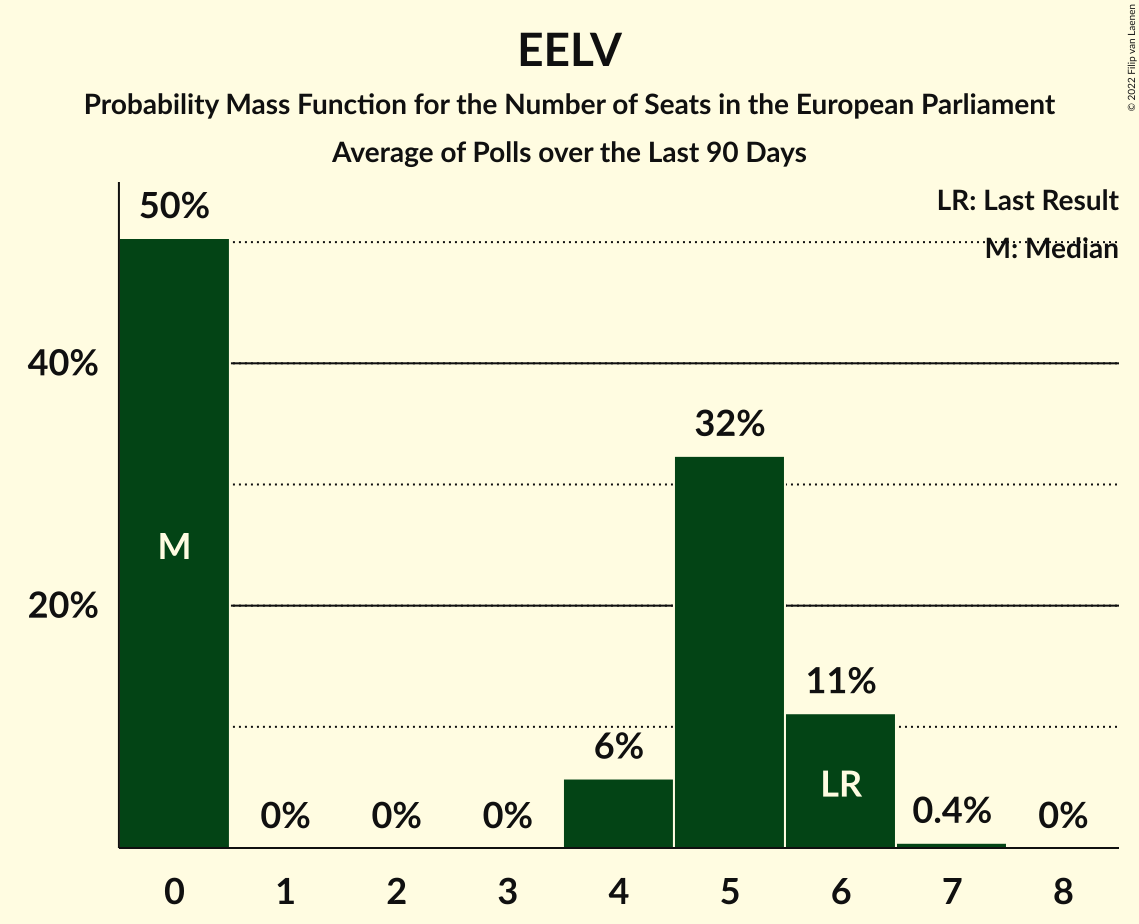 EELV
Probability Mass Function for the Number of Seats in the European Parliament
Average of Polls over the Last 90 Days
© 2022 Filip van Laenen
LR: Last Result
M: Median
50%
40%
32%
M
20%
11%
6%
LR
0%
0%
0%
0.4%
0%
0 1 2 3 4 5 6 7 8